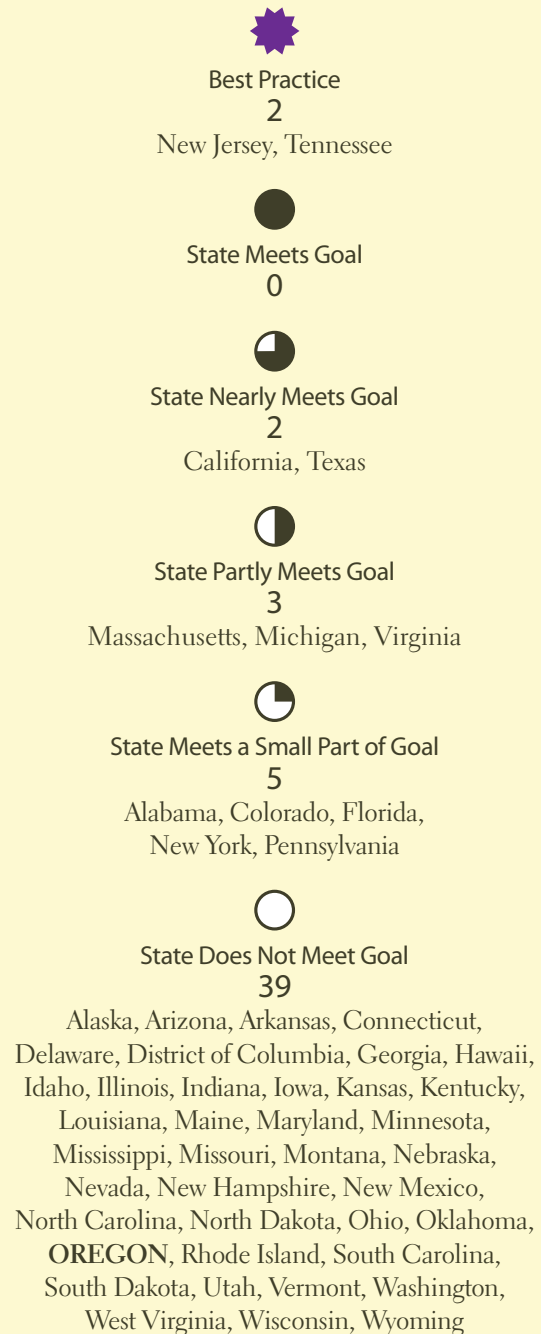 Best Practice
2
New Jersey, Tennessee
State Meets Goal
0
State Nearly Meets Goal
2
California, Texas
State Partly Meets Goal
3
Massachusetts, Michigan, Virginia
State Meets a Small Part of Goal
5
Alabama, Colorado, Florida,
New York, Pennsylvania
State Does Not Meet Goal
39
Alaska, Arizona, Arkansas, Connecticut,
Delaware, District of Columbia, Georgia, Hawaii,
Idaho, Illinois, Indiana, Iowa, Kansas, Kentucky,
Louisiana, Maine, Maryland, Minnesota,
Mississippi, Missouri, Montana, Nebraska,
Nevada, New Hampshire, New Mexico,
North Carolina, North Dakota, Ohio, Oklahoma,
OREGON, Rhode Island, South Carolina,
South Dakota, Utah, Vermont, Washington,
West Virginia, Wisconsin, Wyoming